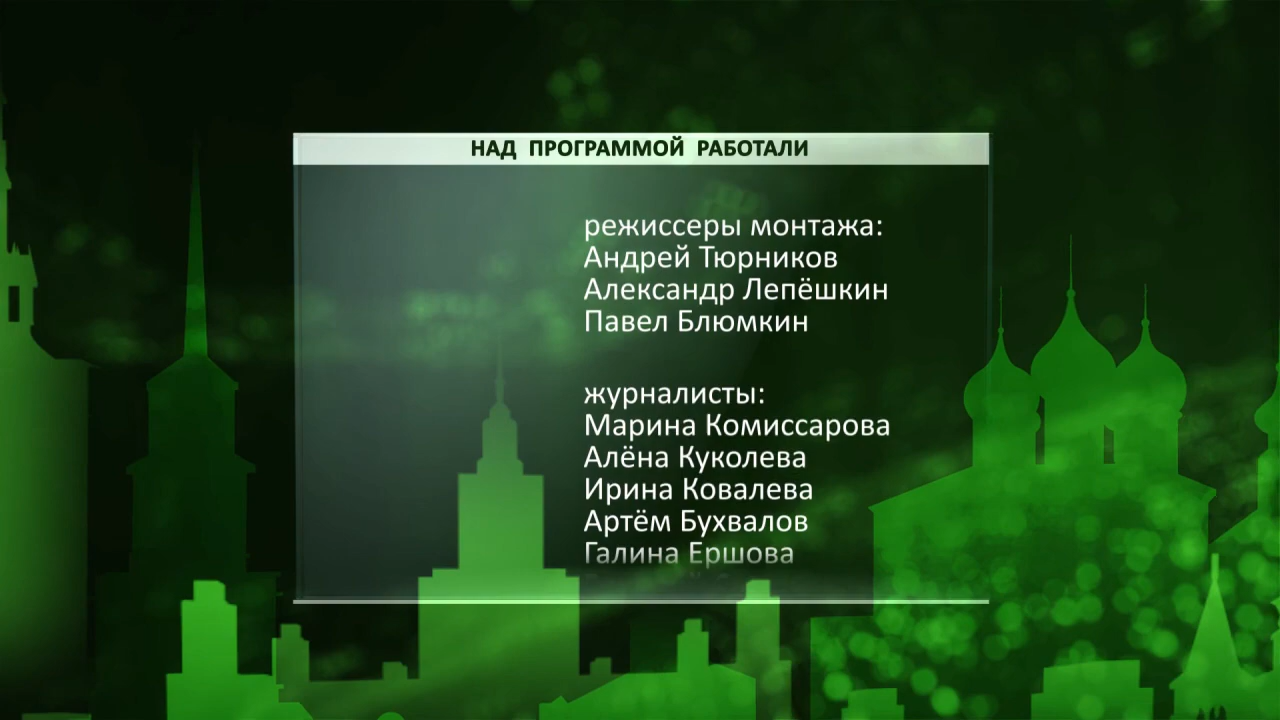 НАД ПРОГРАММОЙ РАБОТАЛИ
режиссеры монтажа:
Андрей Тюрников
Александр Лепёшкин
Павел Блюмкин
журналисты:
Марина Комиссарова
Алёна Куколева
Ирина Ковалева
Артём Бухвалов
Галина Ершова